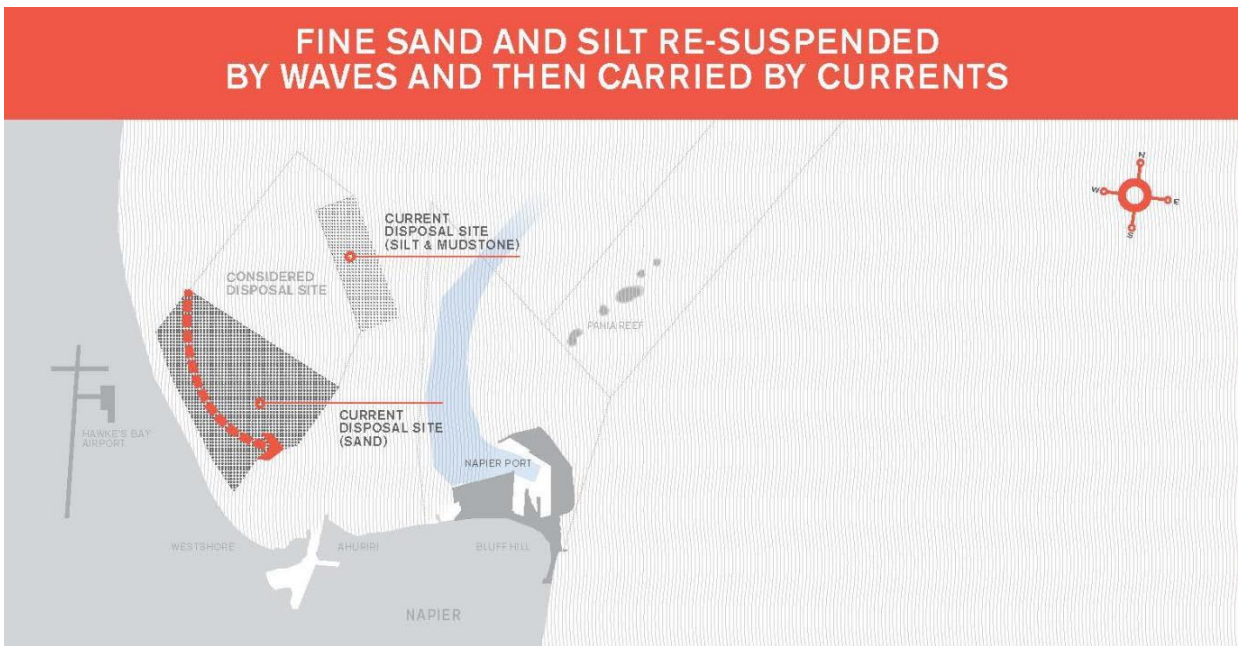 FINE SAND AND SILT RE-SUSPENDED
BY WAVES AND THEN CARRIED BY CURRENTS
N
W
E
S
CURRENT
DISPOSAL SITE
(SILT & MUDSTONE)
CONSIDERED
DISPOSAL SITE
PANIA REEF
CURRENT
DISPOSAL SITE
(SAND)
HAWKE'S BAY
AIRPORT
NAPIER PORT
WESTSHORE
AHURIRI
BLUFF HILL
NAPIER